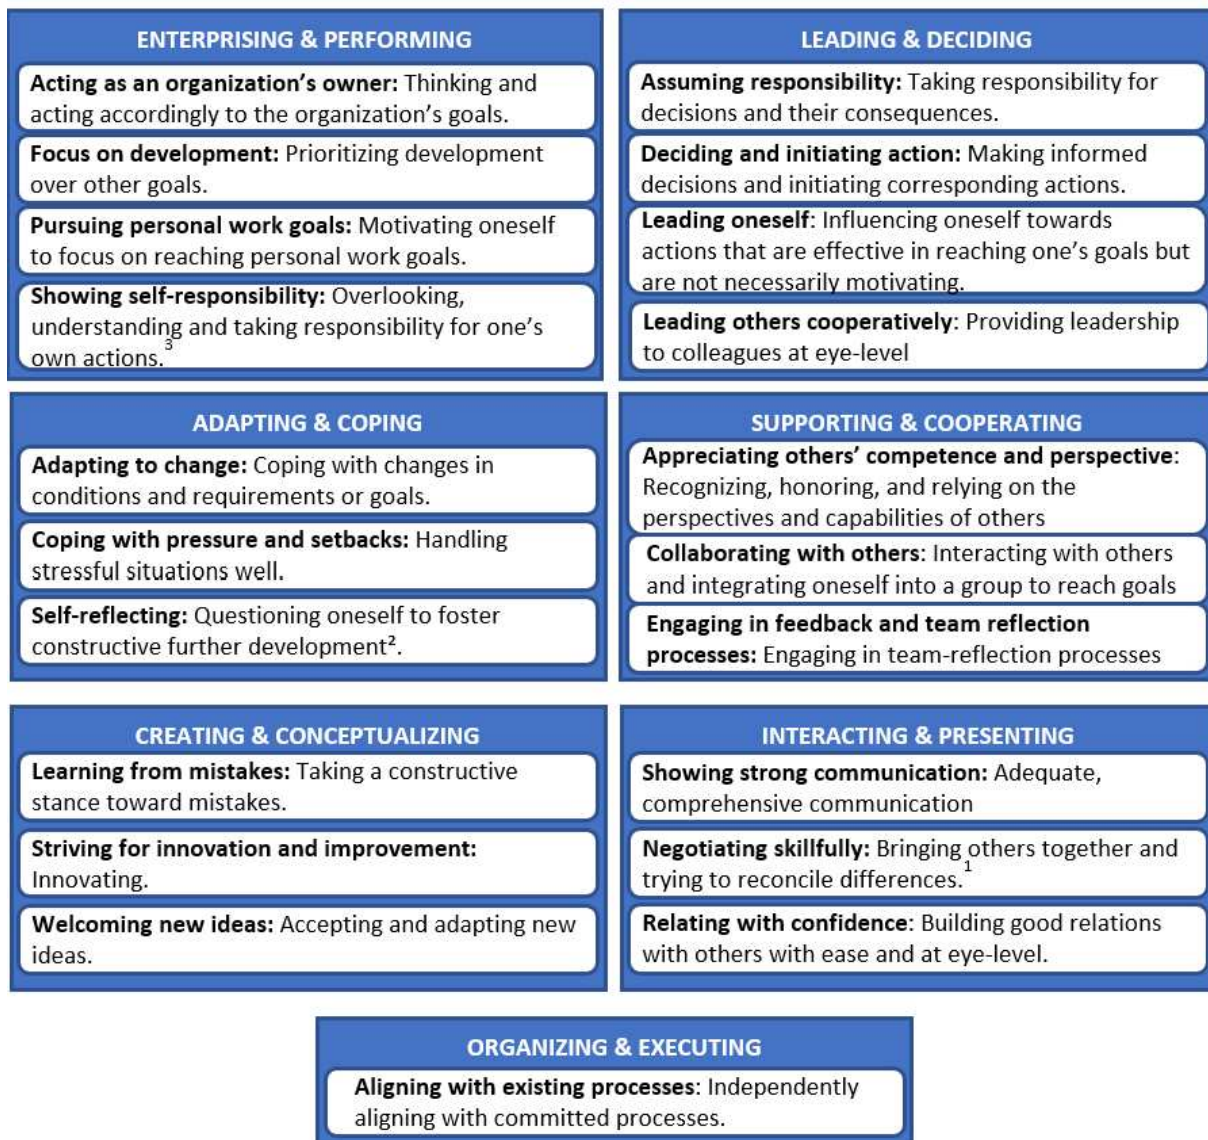 ENTERPRISING & PERFORMING
Acting as an organization’s owner: Thinking and
acting accordingly to the organization’s goals.
Focus on development: Prioritizing development
over other goals.
Pursuing personal work goals: Motivating oneself
to focus on reaching personal work goals.
Showing self-responsibility: Overlooking,
understanding and taking responsibility for one’s
own actions.³
LEADING & DECIDING
Assuming responsibility: Taking responsibility for
decisions and their consequences.
Deciding and initiating action: Making informed
decisions and initiating corresponding actions.
Leading oneself: Influencing oneself towards
actions that are effective in reaching one’s goals but
are not necessarily motivating.
Leading others cooperatively: Providing leadership
to colleagues at eye-level
ADAPTING & COPING
Adapting to change: Coping with changes in
conditions and requirements or goals.
Coping with pressure and setbacks: Handling
stressful situations well.
Self-reflecting: Questioning oneself to foster
constructive further development².
SUPPORTING & COOPERATING
Appreciating others’ competence and perspective:
Recognizing, honoring, and relying on the
perspectives and capabilities of others
Collaborating with others: Interacting with others
and integrating oneself into a group to reach goals
Engaging in feedback and team reflection
processes: Engaging in team-reflection processes
CREATING & CONCEPTUALIZING
Learning from mistakes: Taking a constructive
stance toward mistakes.
Striving for innovation and improvement:
Innovating.
Welcoming new ideas: Accepting and adapting new
ideas.
INTERACTING & PRESENTING
Showing strong communication: Adequate,
comprehensive communication
Negotiating skillfully: Bringing others together and
trying to reconcile differences.¹
Relating with confidence: Building good relations
with others with ease and at eye-level.
ORGANIZING & EXECUTING
Aligning with existing processes: Independently
aligning with committed processes.